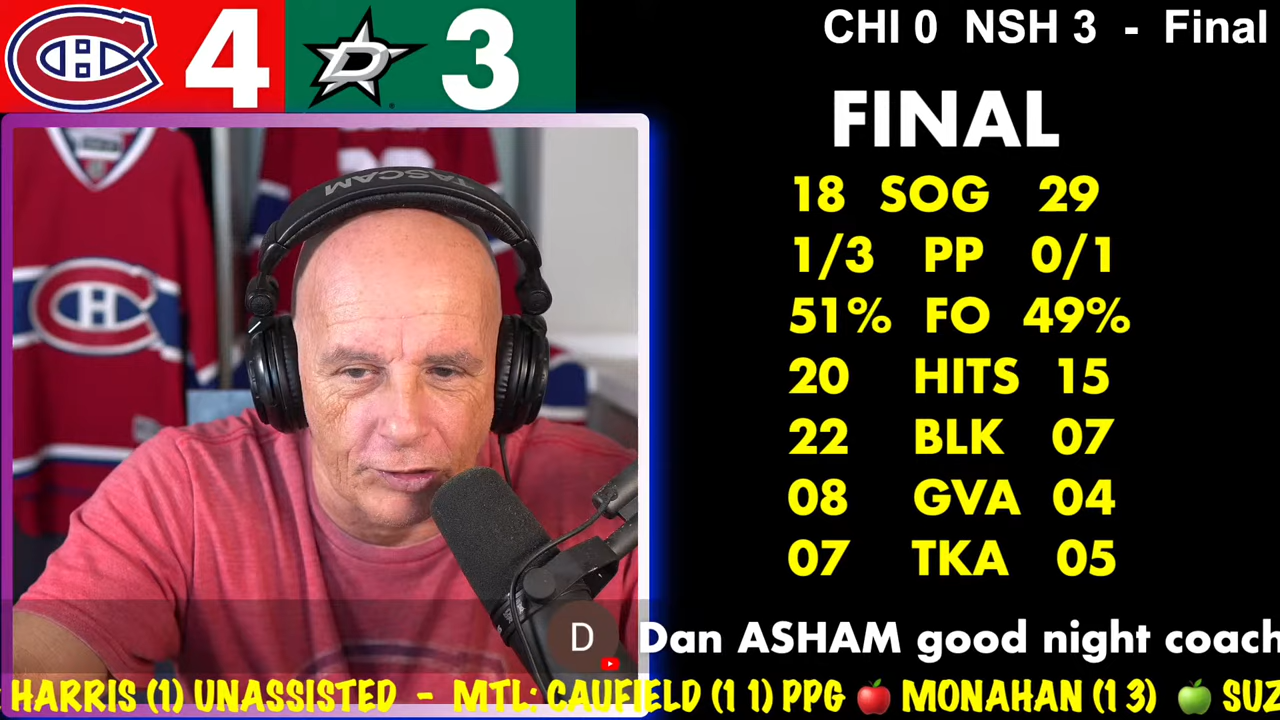 4 D 3
CHI 0 NSH 3 - Final
FINAL
18 SOG 29
1/3 PP 0/1
51% FO 49%
20 HITS 15
22 BLK 07
08 GVA 04
07 TKA 05
TASCAM
D Dan ASHAM good night coach
HARRIS (1) UNASSISTED - MTL: CAUFIELD (1 1) PPG 🍎 MONAHAN (1 3) 🍏 SUZ